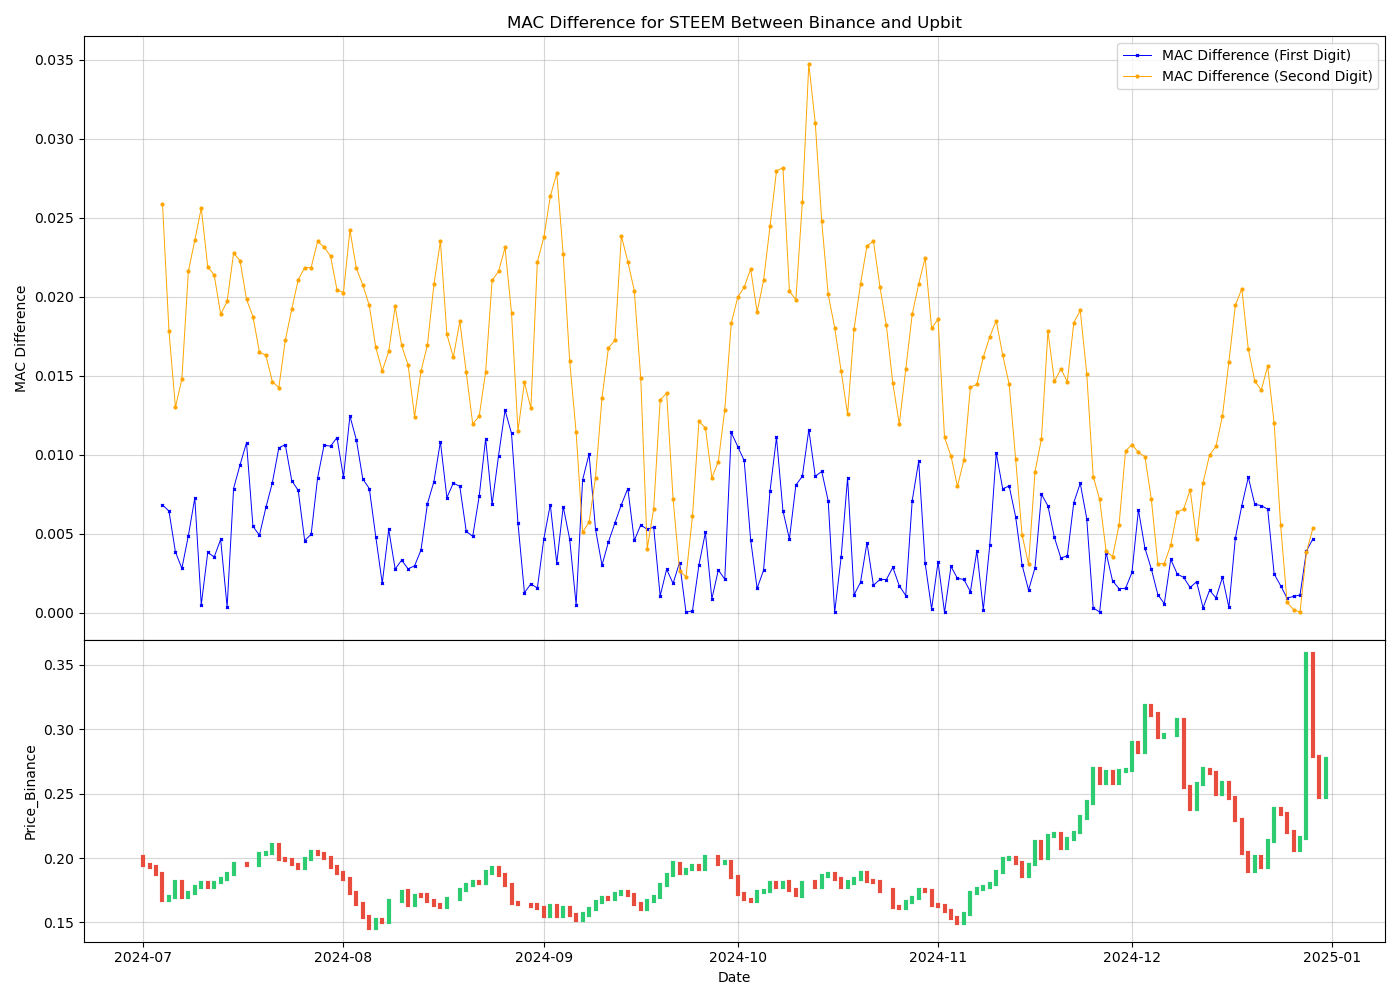 MAC Difference for STEEM Between Binance and Upbit
MAC Difference (First Digit)
MAC Difference (Second Digit)
MAC Difference
0.035
0.030
0.025
0.020
0.015
0.010
0.005
0.000
Price_Binance
0.35
0.30
0.25
0.20
0.15
2024-07 2024-08 2024-09 2024-10 2024-11 2024-12 2025-01
Date